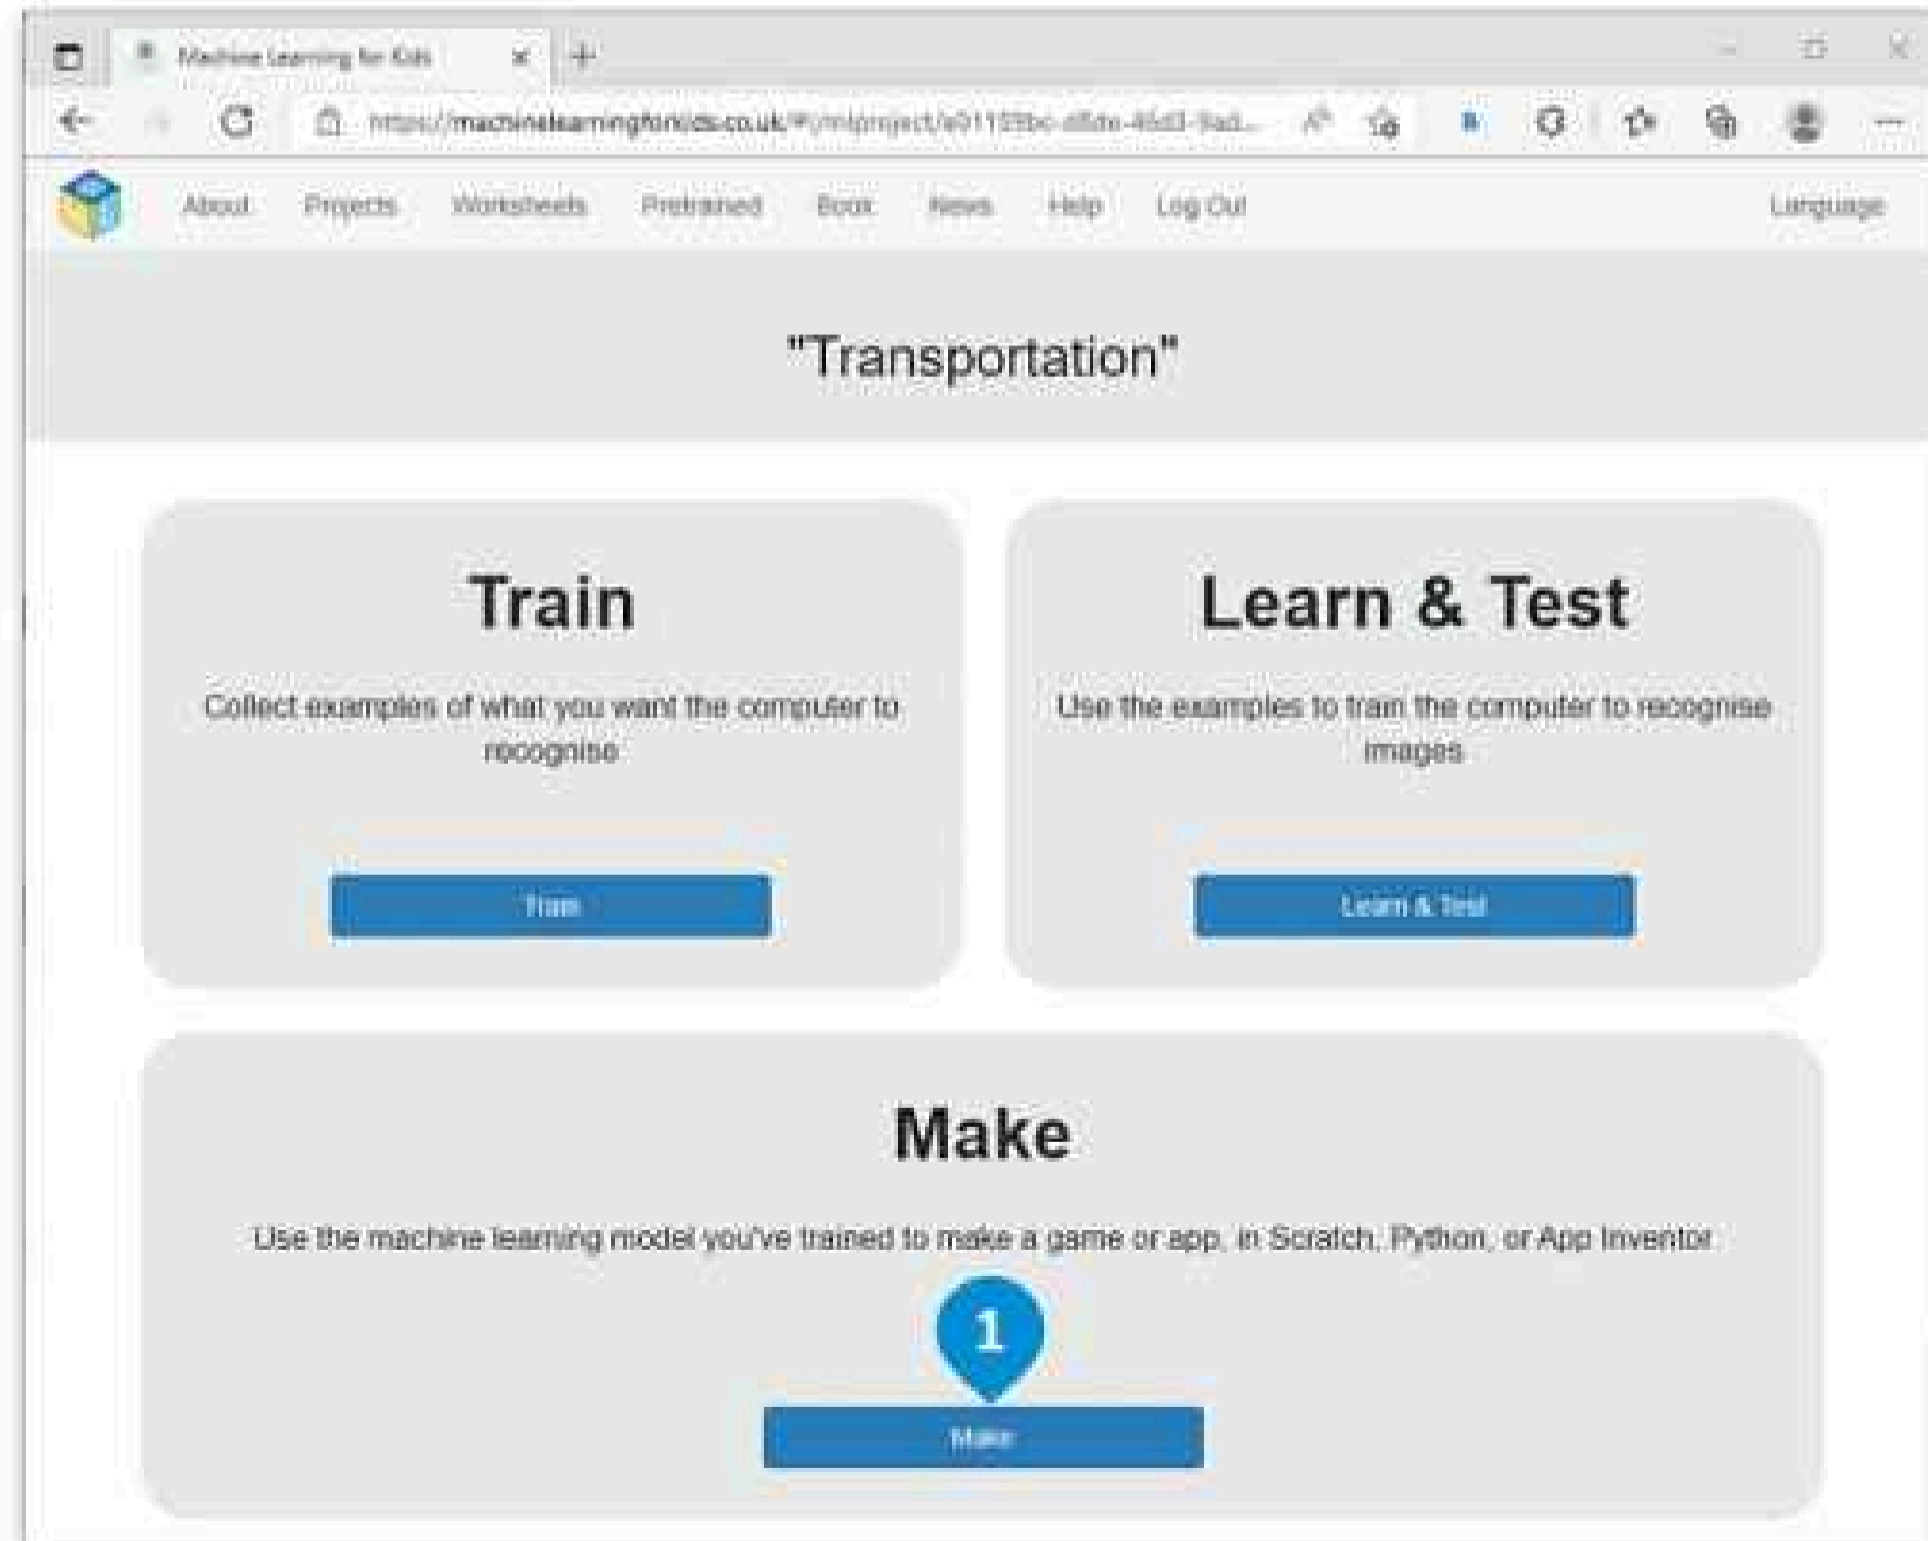 Machine Learning for Kids
About Projects Worksheets Pretrained Book News Help Log Out Language
"Transportation"
Train
Collect examples of what you want the computer to
recognise
Train
Learn & Test
Use the examples to train the computer to recognise
images
Learn & Test
Make
Use the machine learning model you've trained to make a game or app, in Scratch, Python, or App Inventor
1
Make